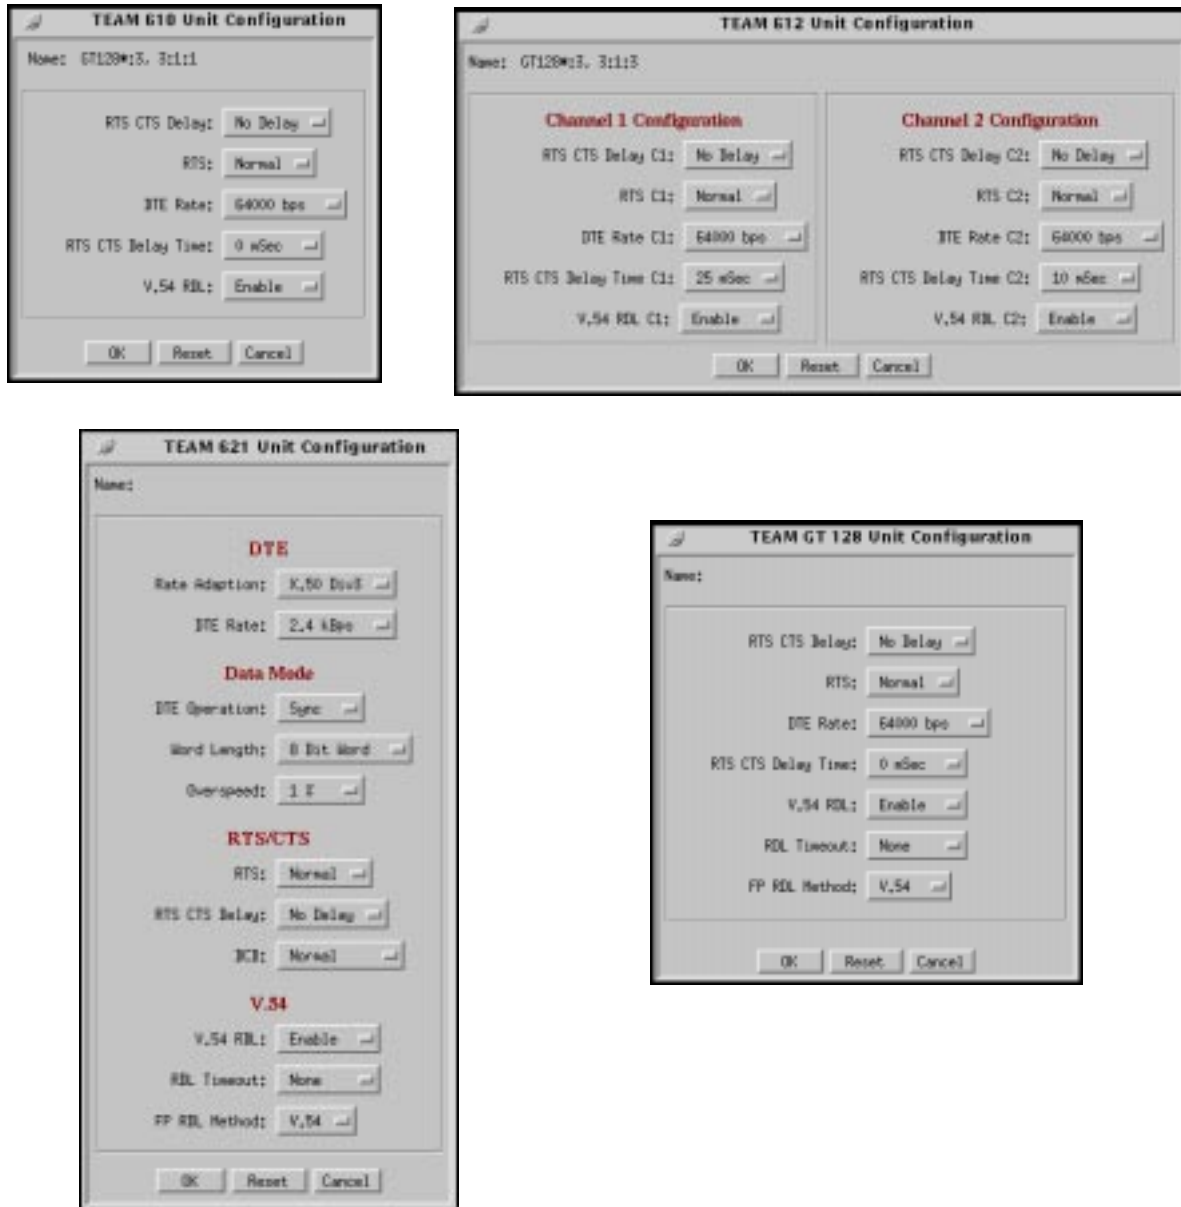 TEAM 610 Unit Configuration
Name: GT128*:3, 3:1:1
RTS CTS Delay: No Delay
RTS: Normal
DTE Rate: 64000 bps
RTS CTS Delay Time: 0 mSec
V.54 RDL: Enable
OK Reset Cancel
TEAM 612 Unit Configuration
Name: GT128*:3, 3:1:3
Channel 1 Configuration
RTS CTS Delay C1: No Delay
RTS C1: Normal
DTE Rate C1: 64000 bps
RTS CTS Delay Time C1: 25 mSec
V.54 RDL C1: Enable
Channel 2 Configuration
RTS CTS Delay C2: No Delay
RTS C2: Normal
DTE Rate C2: 64000 bps
RTS CTS Delay Time C2: 10 mSec
V.54 RDL C2: Enable
OK Reset Cancel
TEAM 621 Unit Configuration
Name:
DTE
Rate Adaption: X.50 Div3
DTE Rate: 2.4 kBps
Data Mode
DTE Operation: Sync
Word Length: 8 Bit Word
Overspeed: 1 %
RTS/CTS
RTS: Normal
RTS CTS Delay: No Delay
DCD: Normal
V.54
V.54 RDL: Enable
RDL Timeout: None
FP RDL Method: V.54
OK Reset Cancel
TEAM GT 128 Unit Configuration
Name:
RTS CTS Delay: No Delay
RTS: Normal
DTE Rate: 64000 bps
RTS CTS Delay Time: 0 mSec
V.54 RDL: Enable
RDL Timeout: None
FP RDL Method: V.54
OK Reset Cancel